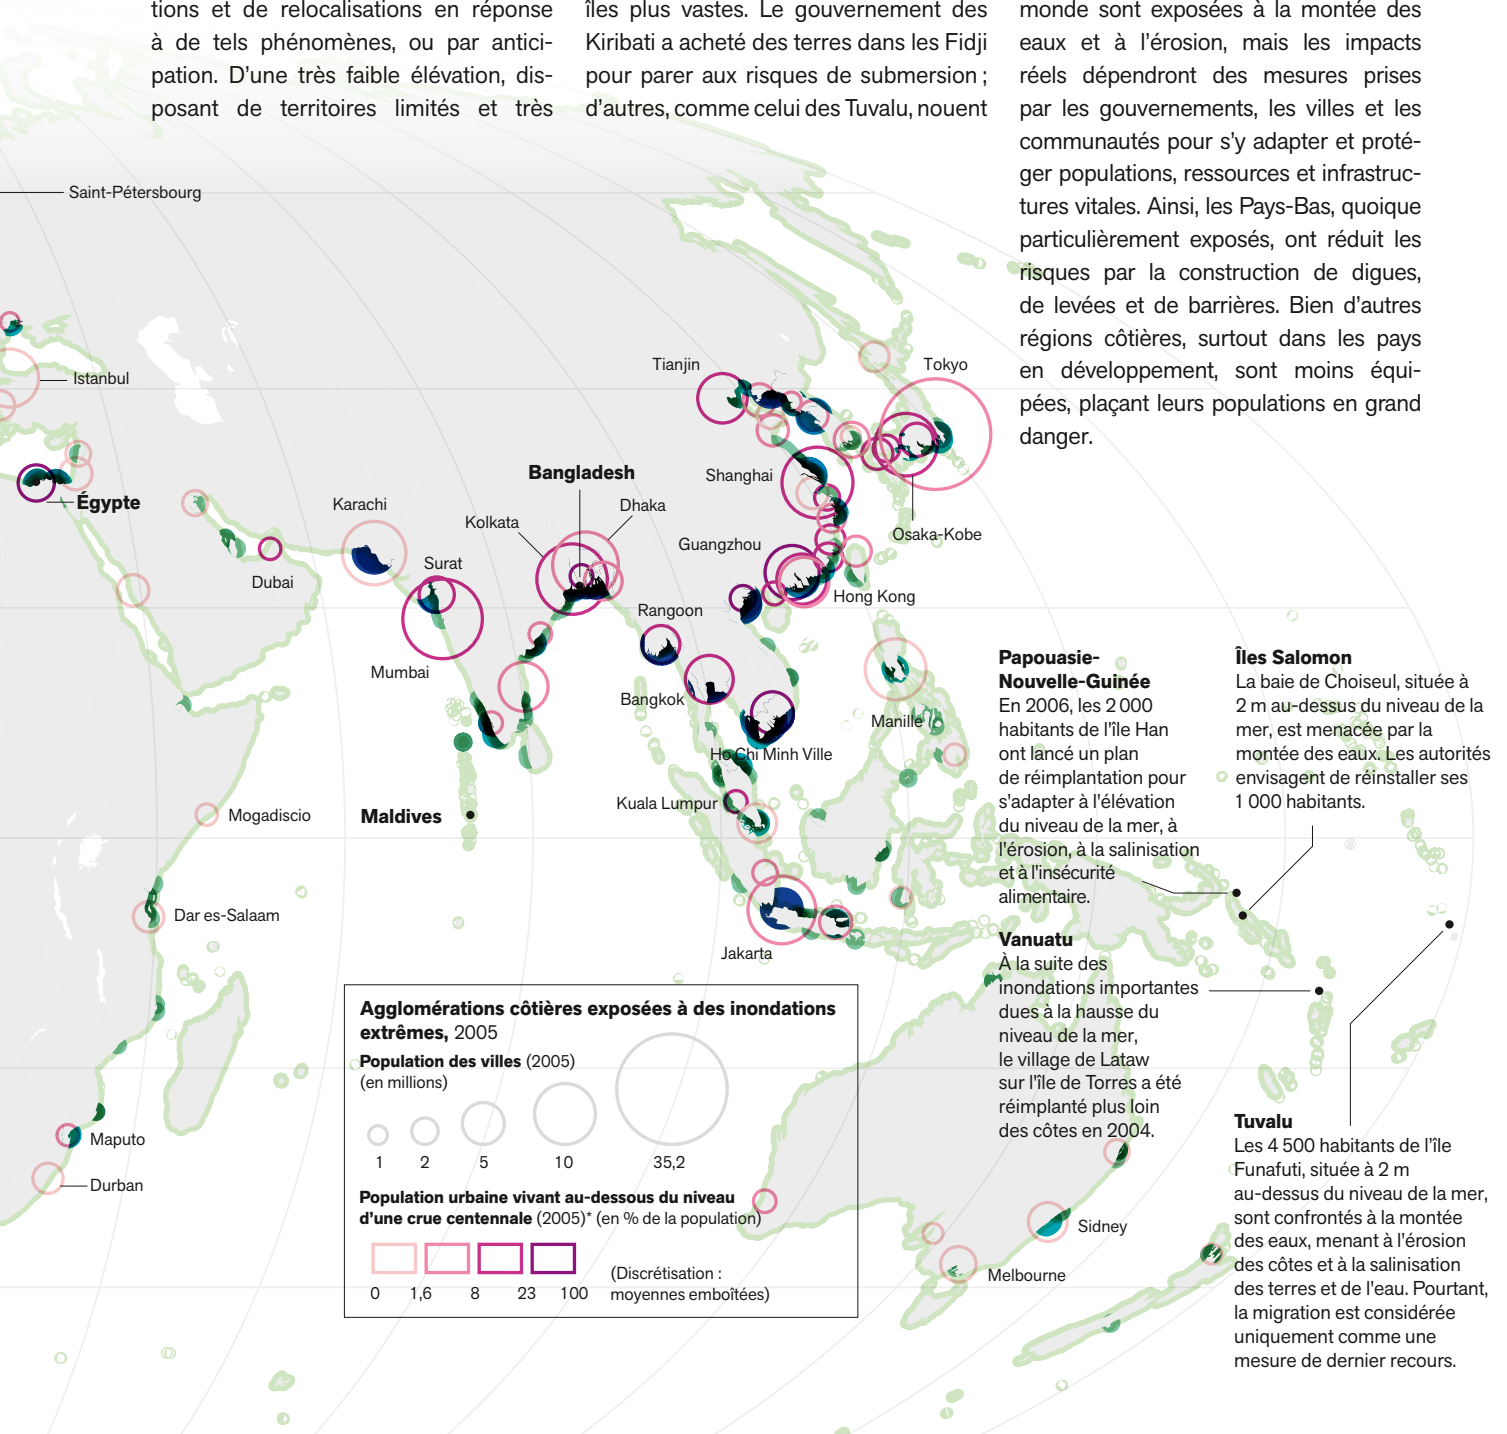 tions et de relocalisations en réponse
à de tels phénomènes, ou par antici-
pation. D'une très faible élévation, dis-
posant de territoires limités et très
îles plus vastes. Le gouvernement des
Kiribati a acheté des terres dans les Fidji
pour parer aux risques de submersion ;
d'autres, comme celui des Tuvalu, nouent
monde sont exposées à la montée des
eaux et à l'érosion, mais les impacts
réels dépendront des mesures prises
par les gouvernements, les villes et les
communautés pour s'y adapter et proté-
ger populations, ressources et infrastruc-
tures vitales. Ainsi, les Pays-Bas, quoique
particulièrement exposés, ont réduit les
risques par la construction de digues,
de levées et de barrières. Bien d'autres
régions côtières, surtout dans les pays
en développement, sont moins équi-
pées, plaçant leurs populations en grand
danger.
Saint-Pétersbourg
Istanbul
Égypte
Dubai
Karachi
Surat
Mumbai
Kolkata
Bangladesh
Dhaka
Tianjin
Tokyo
Shanghai
Osaka-Kobe
Guangzhou
Hong Kong
Rangoon
Bangkok
Manille
Ho Chi Minh Ville
Kuala Lumpur
Maldives
Mogadiscio
Dar es-Salaam
Jakarta
Maputo
Durban
Sidney
Melbourne
Papouasie-
Nouvelle-Guinée
En 2006, les 2 000
habitants de l'île Han
ont lancé un plan
de réimplantation pour
s'adapter à l'élévation
du niveau de la mer, à
l'érosion, à la salinisation
et à l'insécurité
alimentaire.
Îles Salomon
La baie de Choiseul, située à
2 m au-dessus du niveau de la
mer, est menacée par la
montée des eaux. Les autorités
envisagent de réinstaller ses
1 000 habitants.
Vanuatu
À la suite des
inondations importantes
dues à la hausse du
niveau de la mer,
le village de Lataw
sur l'île de Torres a été
réimplanté plus loin
des côtes en 2004.
Tuvalu
Les 4 500 habitants de l'île
Funafuti, située à 2 m
au-dessus du niveau de la mer,
sont confrontés à la montée
des eaux, menant à l'érosion
des côtes et à la salinisation
des terres et de l'eau. Pourtant,
la migration est considérée
uniquement comme une
mesure de dernier recours.
Agglomérations côtières exposées à des inondations
extrêmes, 2005
Population des villes (2005)
(en millions)
1 2 5 10 35,2
Population urbaine vivant au-dessous du niveau
d'une crue centennale (2005)* (en % de la population)
0 1,6 8 23 100
(Discrétisation :
moyennes emboîtées)